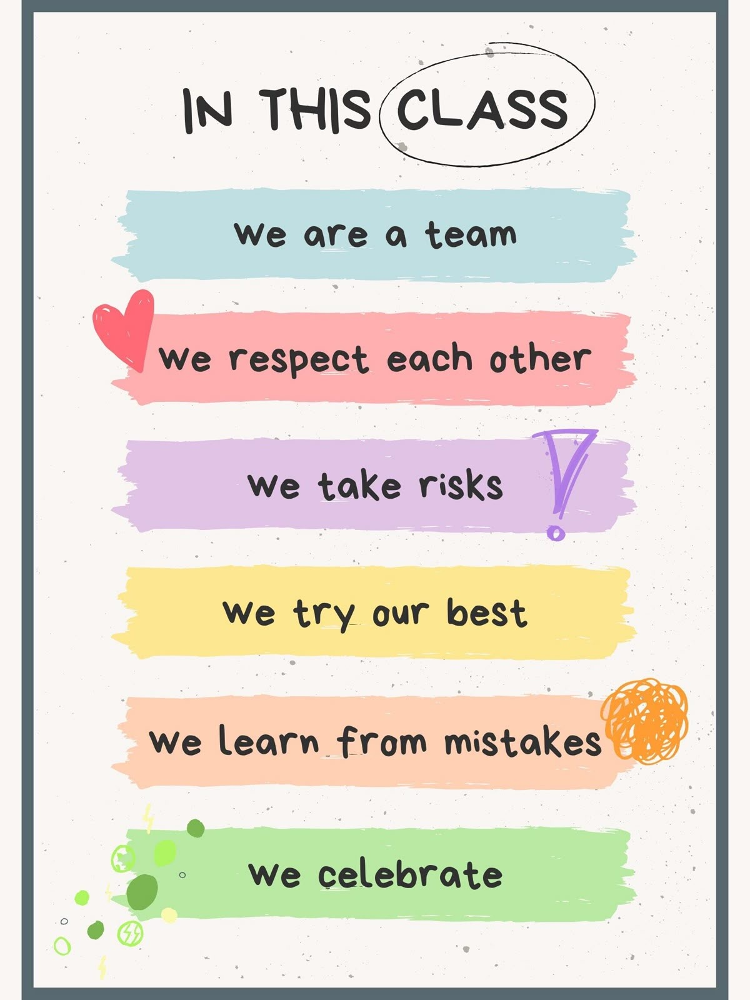 IN THIS CLASS
We are a team
We respect each other
We take risks
We try our best
We learn from mistakes
We celebrate